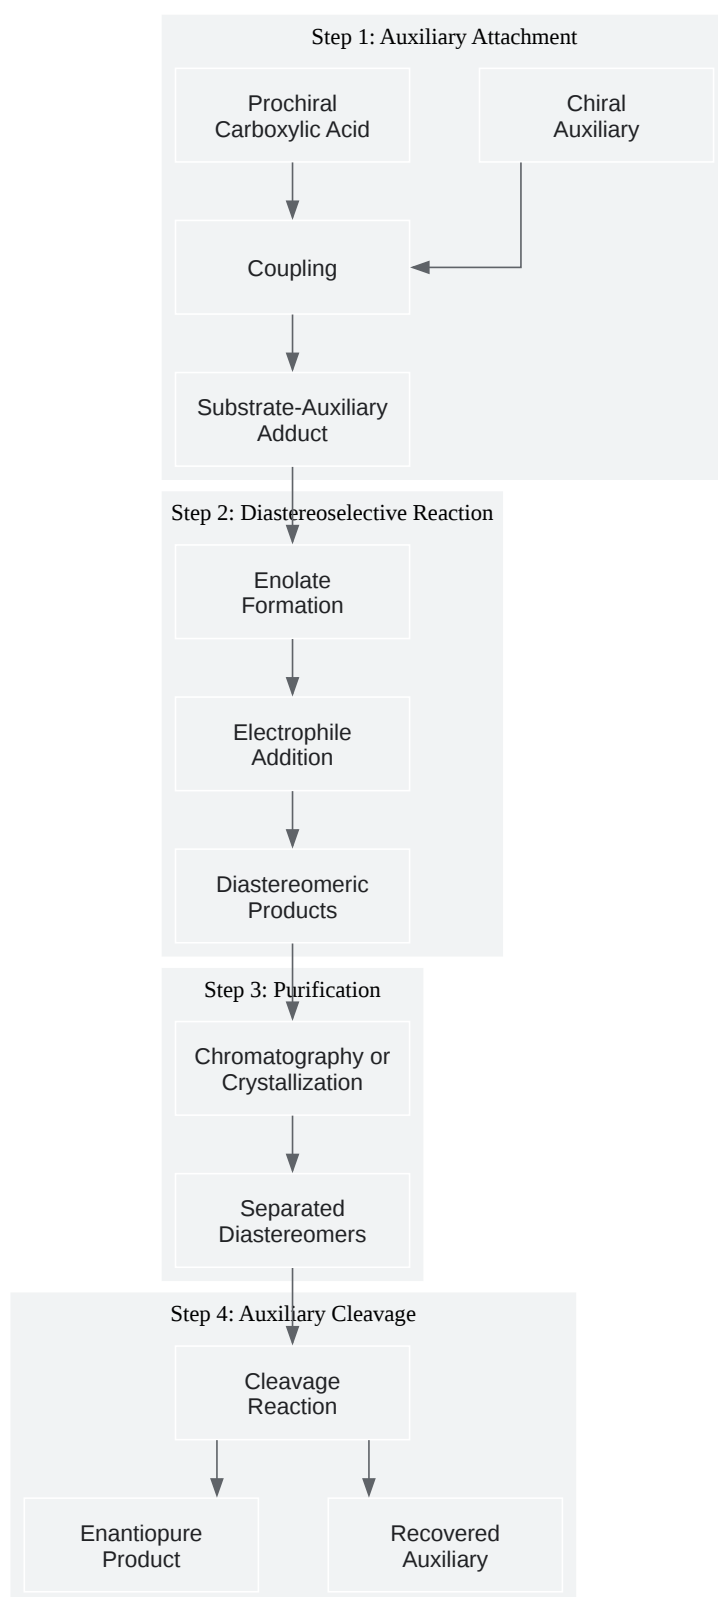 Step 1: Auxiliary Attachment
Prochiral
Carboxylic Acid
Chiral
Auxiliary
Coupling
Substrate-Auxiliary
Adduct
Step 2: Diastereoselective Reaction
Enolate
Formation
Electrophile
Addition
Diastereomeric
Products
Step 3: Purification
Chromatography or
Crystallization
Separated
Diastereomers
Step 4: Auxiliary Cleavage
Cleavage
Reaction
Enantiopure
Product
Recovered
Auxiliary